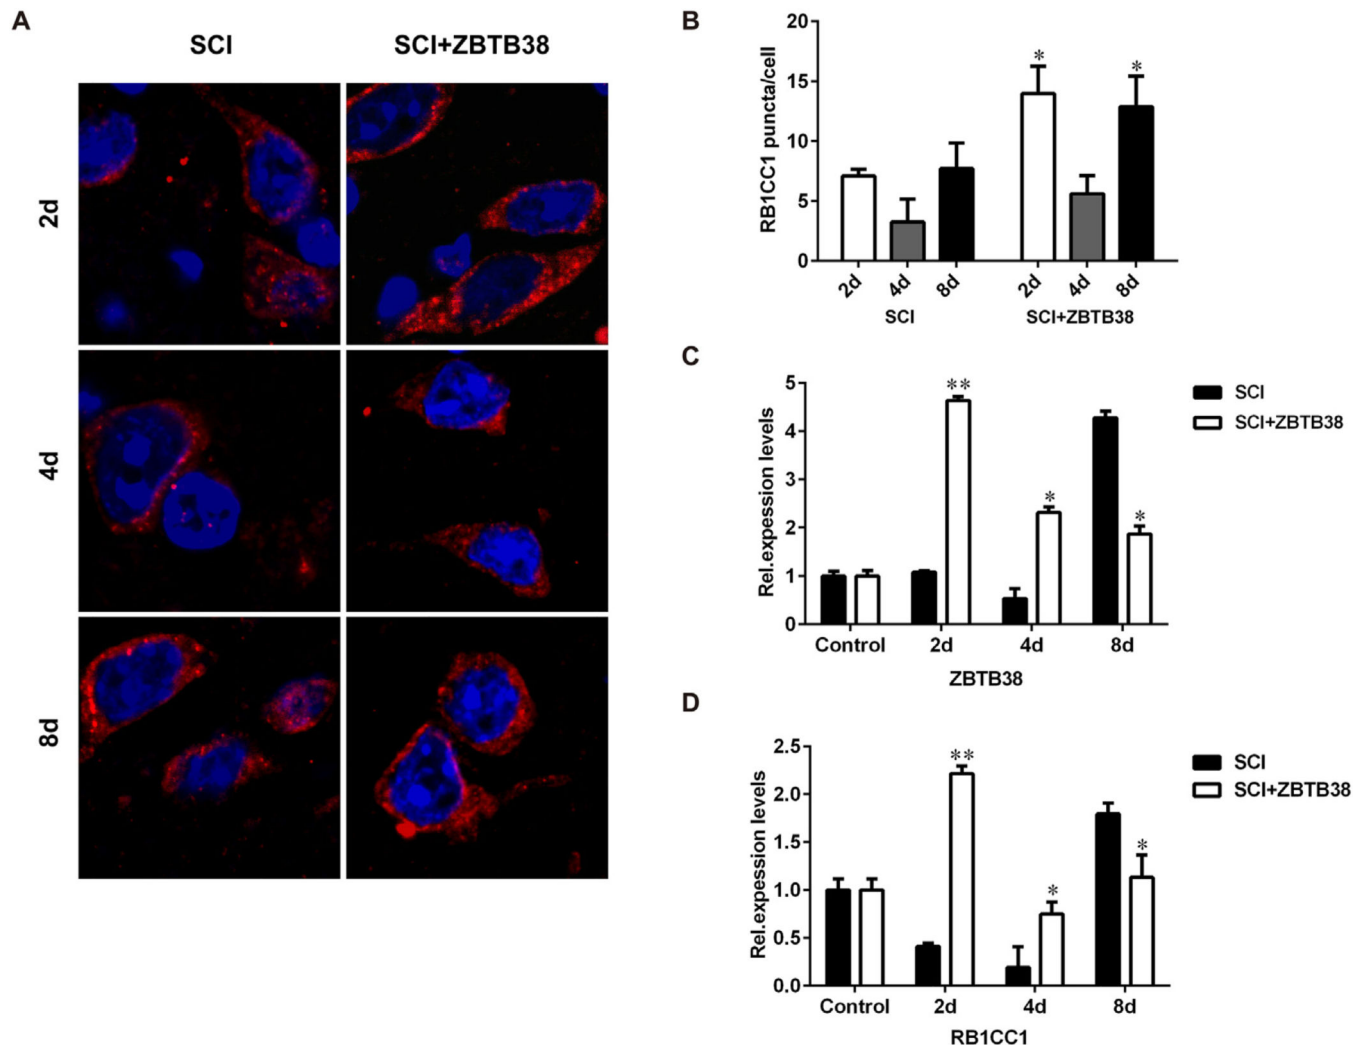 A
SCI
SCI+ZBTB38
2d
4d
8d
B
RB1CC1 puncta/cell
20
15
10
5
0
*
*
2d
4d
8d
2d
4d
8d
SCI
SCI+ZBTB38
C
Rel.expession levels
5
4
3
2
1
0
**
*
*
SCI
SCI+ZBTB38
Control
2d
4d
8d
ZBTB38
D
Rel.expession levels
2.5
2.0
1.5
1.0
0.5
0.0
**
*
*
SCI
SCI+ZBTB38
Control
2d
4d
8d
RB1CC1